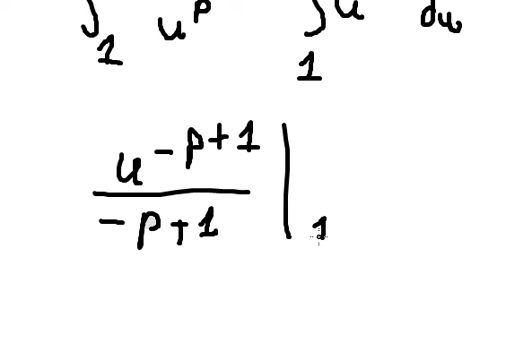 ∫₁ u^p ∫₁ u du
u^(-p+1)
-p+1 |₁